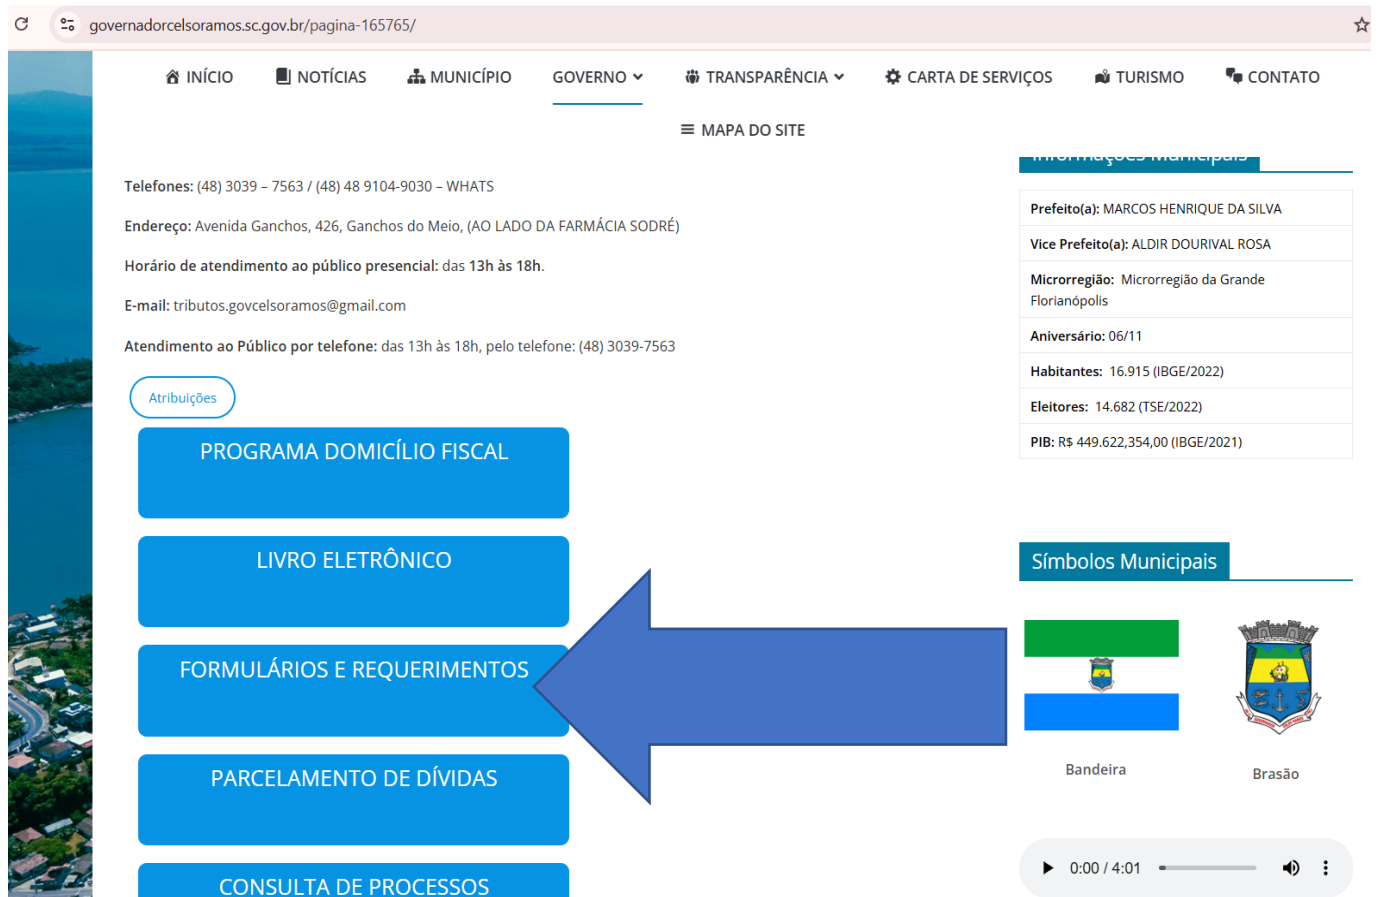 governadorcelsoramos.sc.gov.br/pagina-165765/
INÍCIO NOTÍCIAS MUNICÍPIO GOVERNO TRANSPARÊNCIA CARTA DE SERVIÇOS TURISMO CONTATO
MAPA DO SITE
Telefones: (48) 3039 – 7563 / (48) 48 9104-9030 – WHATS
Endereço: Avenida Ganchos, 426, Ganchos do Meio, (AO LADO DA FARMÁCIA SODRÉ)
Horário de atendimento ao público presencial: das 13h às 18h.
E-mail: tributos.govcelsoramos@gmail.com
Atendimento ao Público por telefone: das 13h às 18h, pelo telefone: (48) 3039-7563
Atribuições
PROGRAMA DOMICÍLIO FISCAL
LIVRO ELETRÔNICO
FORMULÁRIOS E REQUERIMENTOS
PARCELAMENTO DE DÍVIDAS
CONSULTA DE PROCESSOS
Informações Municipais
Prefeito(a): MARCOS HENRIQUE DA SILVA
Vice Prefeito(a): ALDIR DOURIVAL ROSA
Microrregião: Microrregião da Grande
Florianópolis
Aniversário: 06/11
Habitantes: 16.915 (IBGE/2022)
Eleitores: 14.682 (TSE/2022)
PIB: R$ 449.622,354,00 (IBGE/2021)
Símbolos Municipais
Bandeira
Brasão
0:00 / 4:01